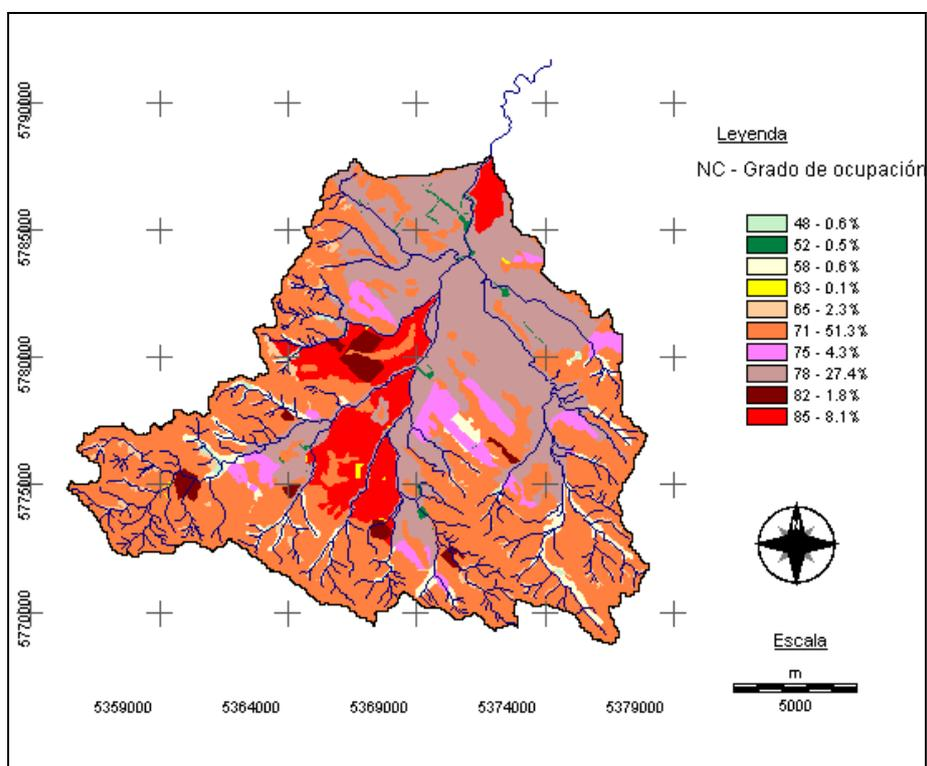 5790000
5785000
5780000
5775000
5770000
5359000 5364000 5369000 5374000 5379000
Leyenda
NC - Grado de ocupación
48 - 0.6%
52 - 0.5%
58 - 0.6%
63 - 0.1%
65 - 2.3%
71 - 51.3%
75 - 4.3%
78 - 27.4%
82 - 1.8%
85 - 8.1%
N
Escala
m
5000